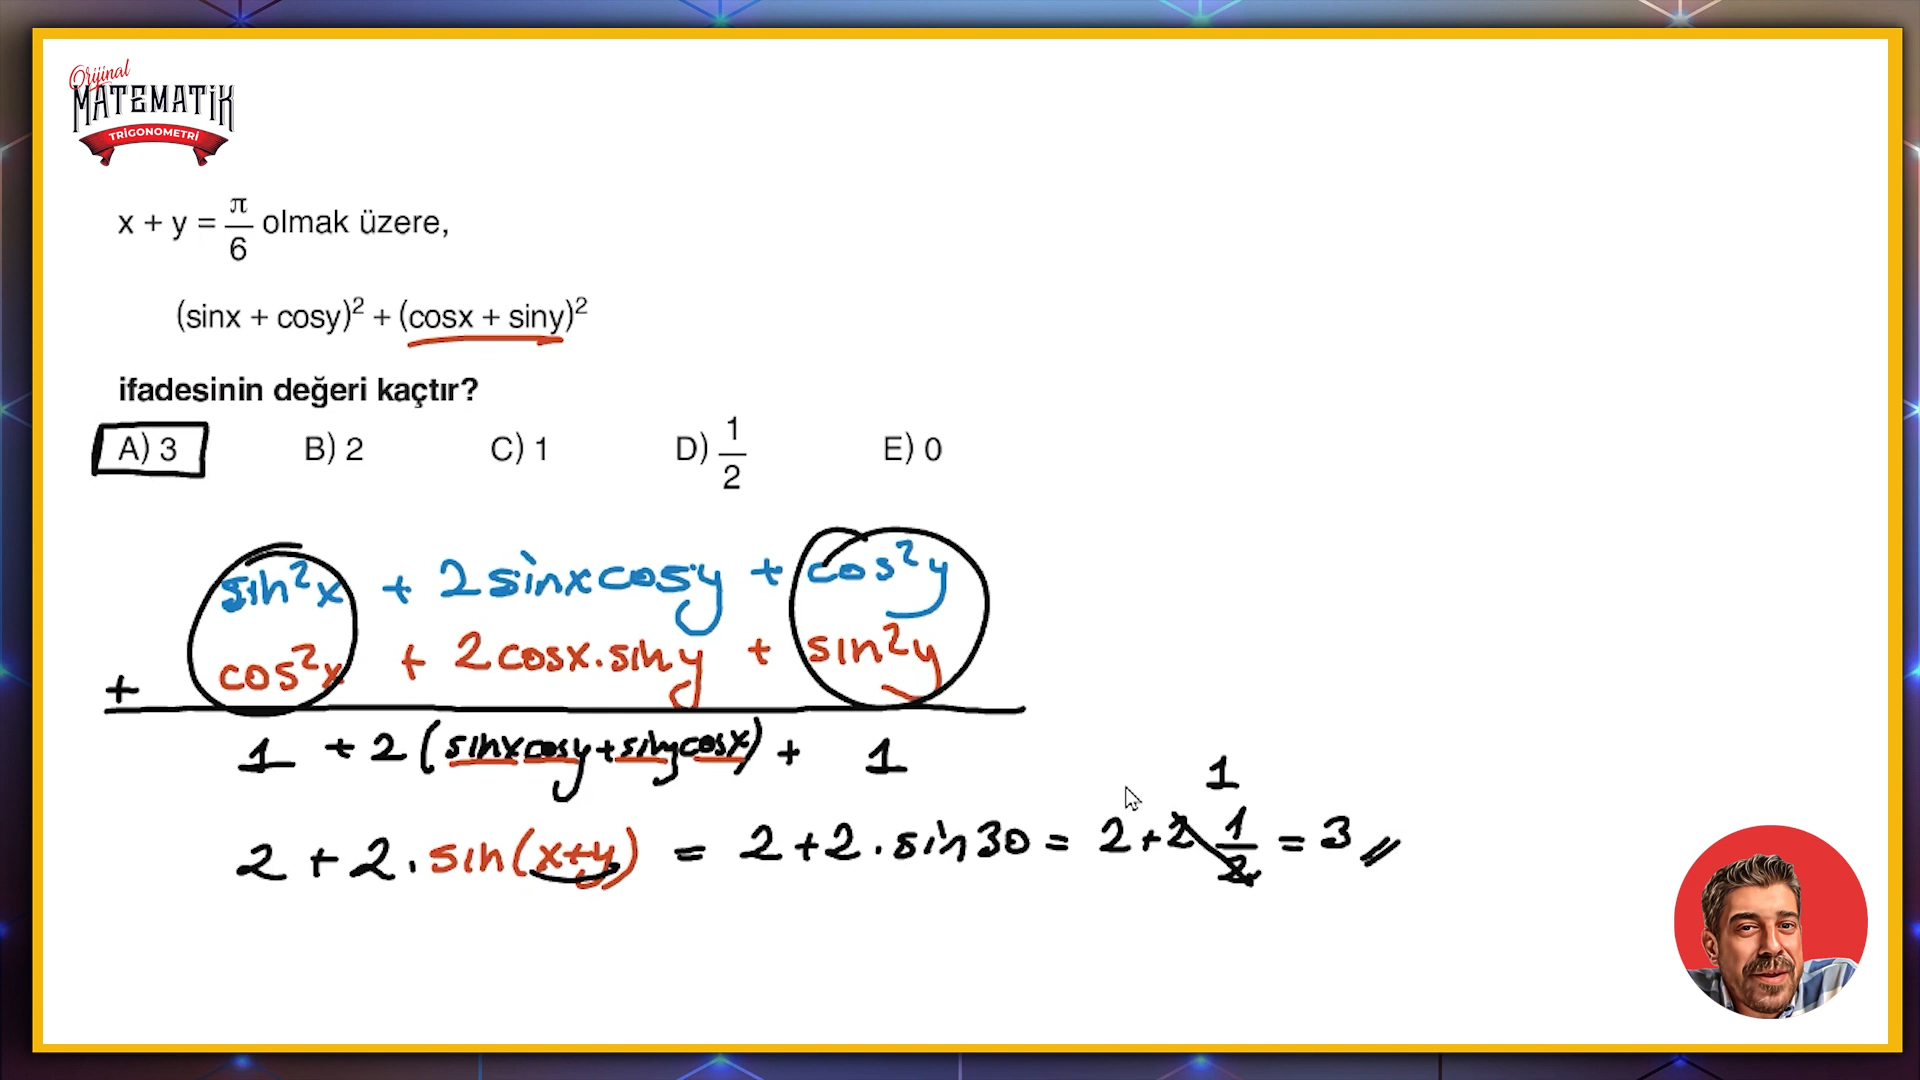 Orijinal
MATEMATİK
TRİGONOMETRİ
x + y = π/6 olmak üzere,
(sinx + cosy)² + (cosx + siny)²
ifadesinin değeri kaçtır?
A) 3 B) 2 C) 1 D) 1/2 E) 0
sin²x + 2sinxcosy + cos²y
+ cos²x + 2cosx.siny + sin²y
1 + 2(sinxcosy+sinycosx) + 1
2 + 2.sin(x+y) = 2+2.sin30 = 2+2 1/2 = 3
1